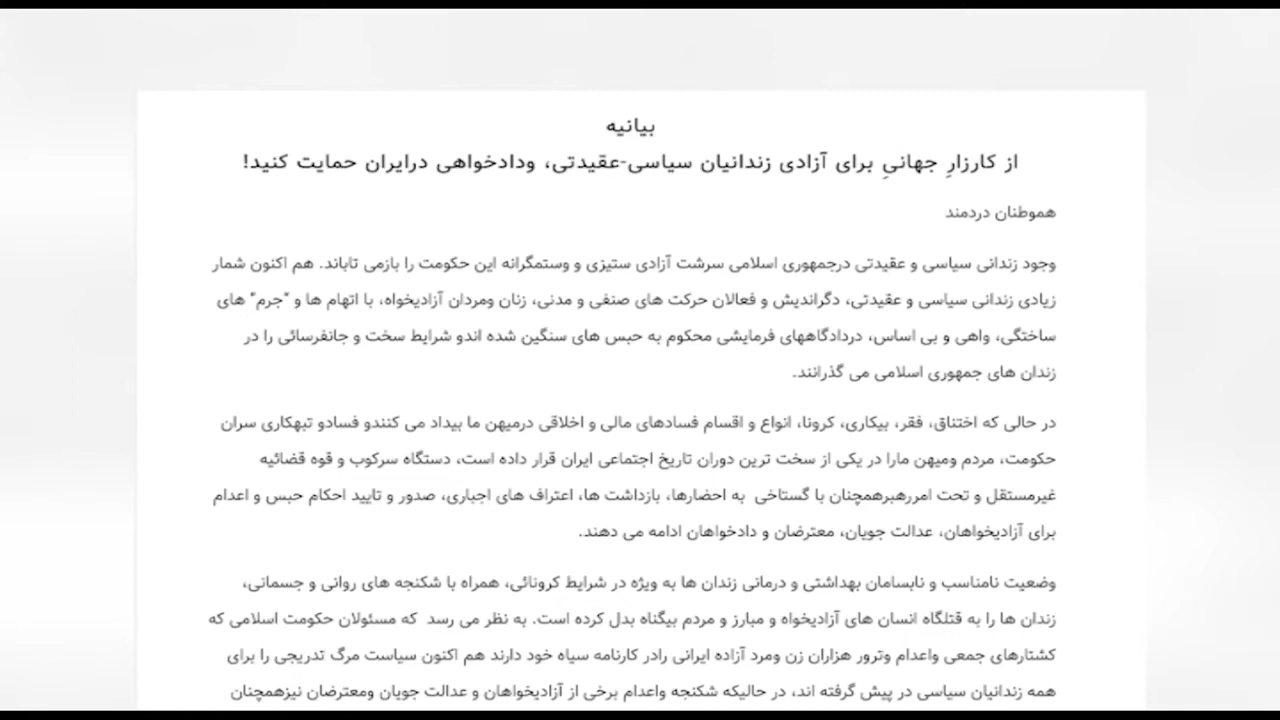 بیانیه
از کارزارِ جهانیِ برای آزادی زندانیان سیاسی-عقیدتی، ودادخواهی درایران حمایت کنید!
هموطنان دردمند
وجود زندانی سیاسی و عقیدتی درجمهوری اسلامی سرشت آزادی ستیزی و وستمگرانه این حکومت را بازمی تاباند. هم اکنون شمار
زیادی زندانی سیاسی و عقیدتی، دگراندیش و فعالان حرکت های صنفی و مدنی، زنان ومردان آزادیخواه، با اتهام ها و "جرم" های
ساختگی، واهی و بی اساس، دردادگاههای فرمایشی محکوم به حبس های سنگین شده اندو شرایط سخت و جانفرسائی را در
زندان های جمهوری اسلامی می گذرانند.
در حالی که اختناق، فقر، بیکاری، کرونا، انواع و اقسام فسادهای مالی و اخلاقی درمیهن ما بیداد می کنندو فسادو تبهکاری سران
حکومت، مردم ومیهن مارا در یکی از سخت ترین دوران تاریخ اجتماعی ایران قرار داده است، دستگاه سرکوب و قوه قضائیه
غیرمستقل و تحت امررهبرهمچنان با گستاخی  به احضارها، بازداشت ها، اعتراف های اجباری، صدور و تایید احکام حبس و اعدام
برای آزادیخواهان، عدالت جویان، معترضان و دادخواهان ادامه می دهند.
وضعیت نامناسب و نابسامان بهداشتی و درمانی زندان ها به ویژه در شرایط کرونائی، همراه با شکنجه های روانی و جسمانی،
زندان ها را به قتلگاه انسان های آزادیخواه و مبارز و مردم بیگناه بدل کرده است. به نظر می رسد  که مسئولان حکومت اسلامی که
کشتارهای جمعی واعدام وترور هزاران زن ومرد آزاده ایرانی رادر کارنامه سیاه خود دارند هم اکنون سیاست مرگ تدریجی را برای
همه زندانیان سیاسی در پیش گرفته اند، در حالیکه شکنجه واعدام برخی از آزادیخواهان و عدالت جویان ومعترضان نیزهمچنان